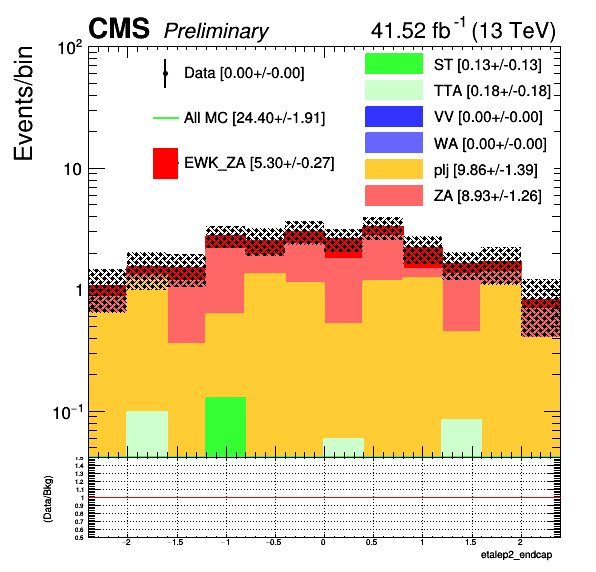 CMS Preliminary 41.52 fb⁻¹ (13 TeV)
Events/bin
10²
10
1
10⁻¹
Data [0.00+/-0.00]
All MC [24.40+/-1.91]
EWK_ZA [5.30+/-0.27]
ST [0.13+/-0.13]
TTA [0.18+/-0.18]
VV [0.00+/-0.00]
WA [0.00+/-0.00]
plj [9.86+/-1.39]
ZA [8.93+/-1.26]
(Data/Bkg)
1.5
1.4
1.3
1.2
1.1
1
0.9
0.8
0.7
0.6
0.5
−2 −1.5 −1 −0.5 0 0.5 1 1.5 2
etalep2_endcap